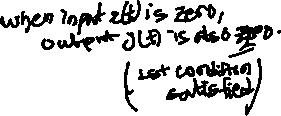 when input x(t) is zero,
output y(t) is also zero.
(1st condition
satisfied)